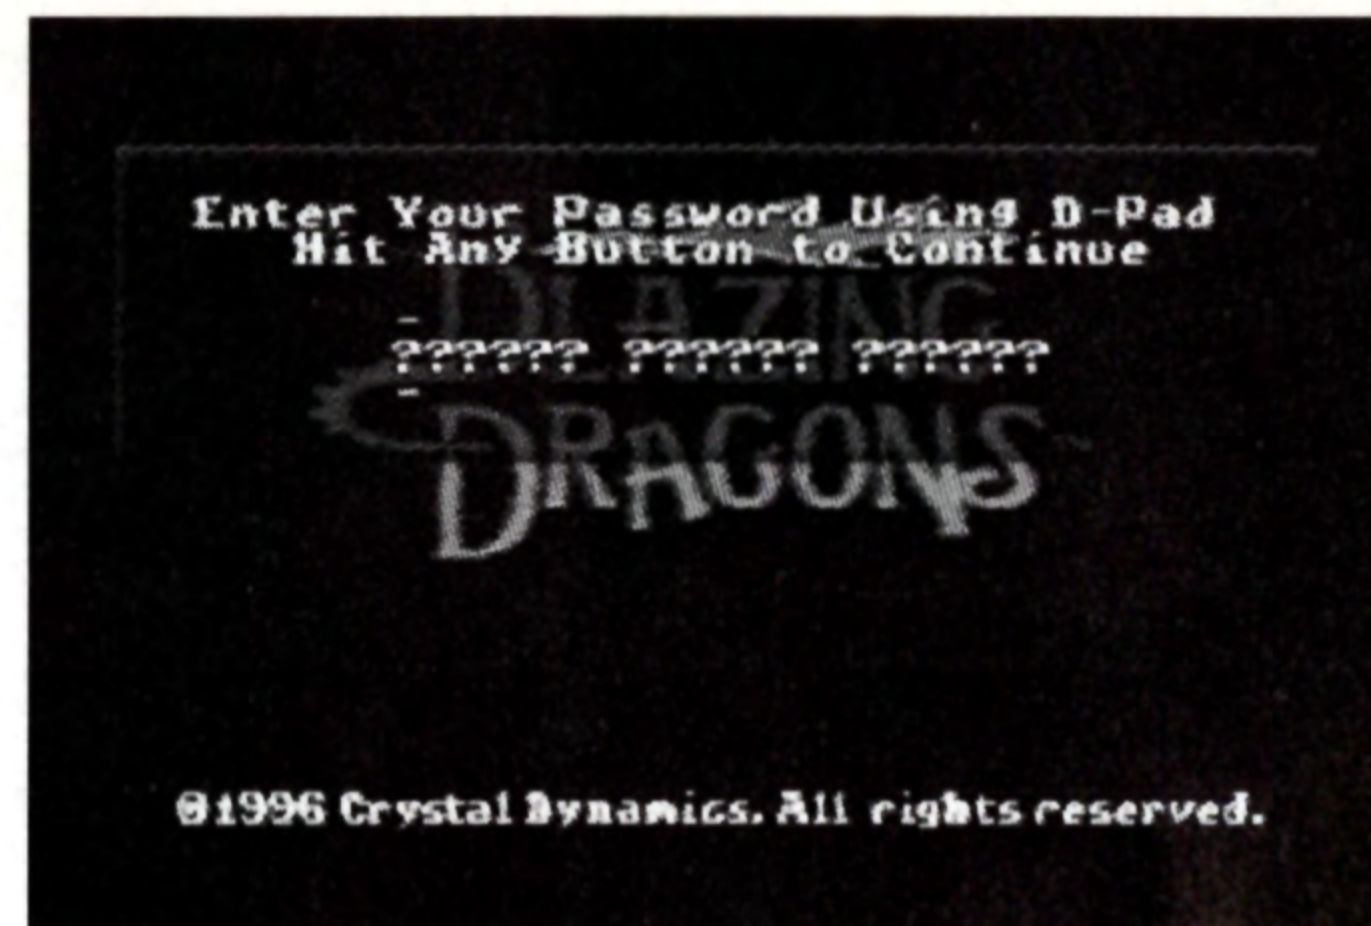 Enter Your Password Using D-Pad
Hit Any Button to Continue
?????? ?????? ??????
BLAZING
DRAGONS
©1996 Crystal Dynamics. All rights reserved.